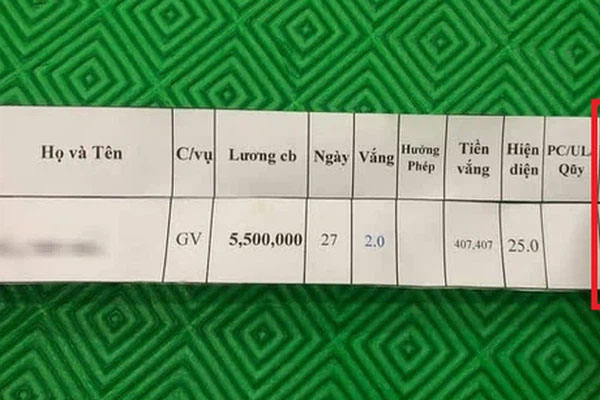 Họ và Tên C/vụ Lương cb Ngày Vắng Hưởng Phép Tiền vắng Hiện diện PC/UL Qũy
GV 5,500,000 27 2.0 407,407 25.0